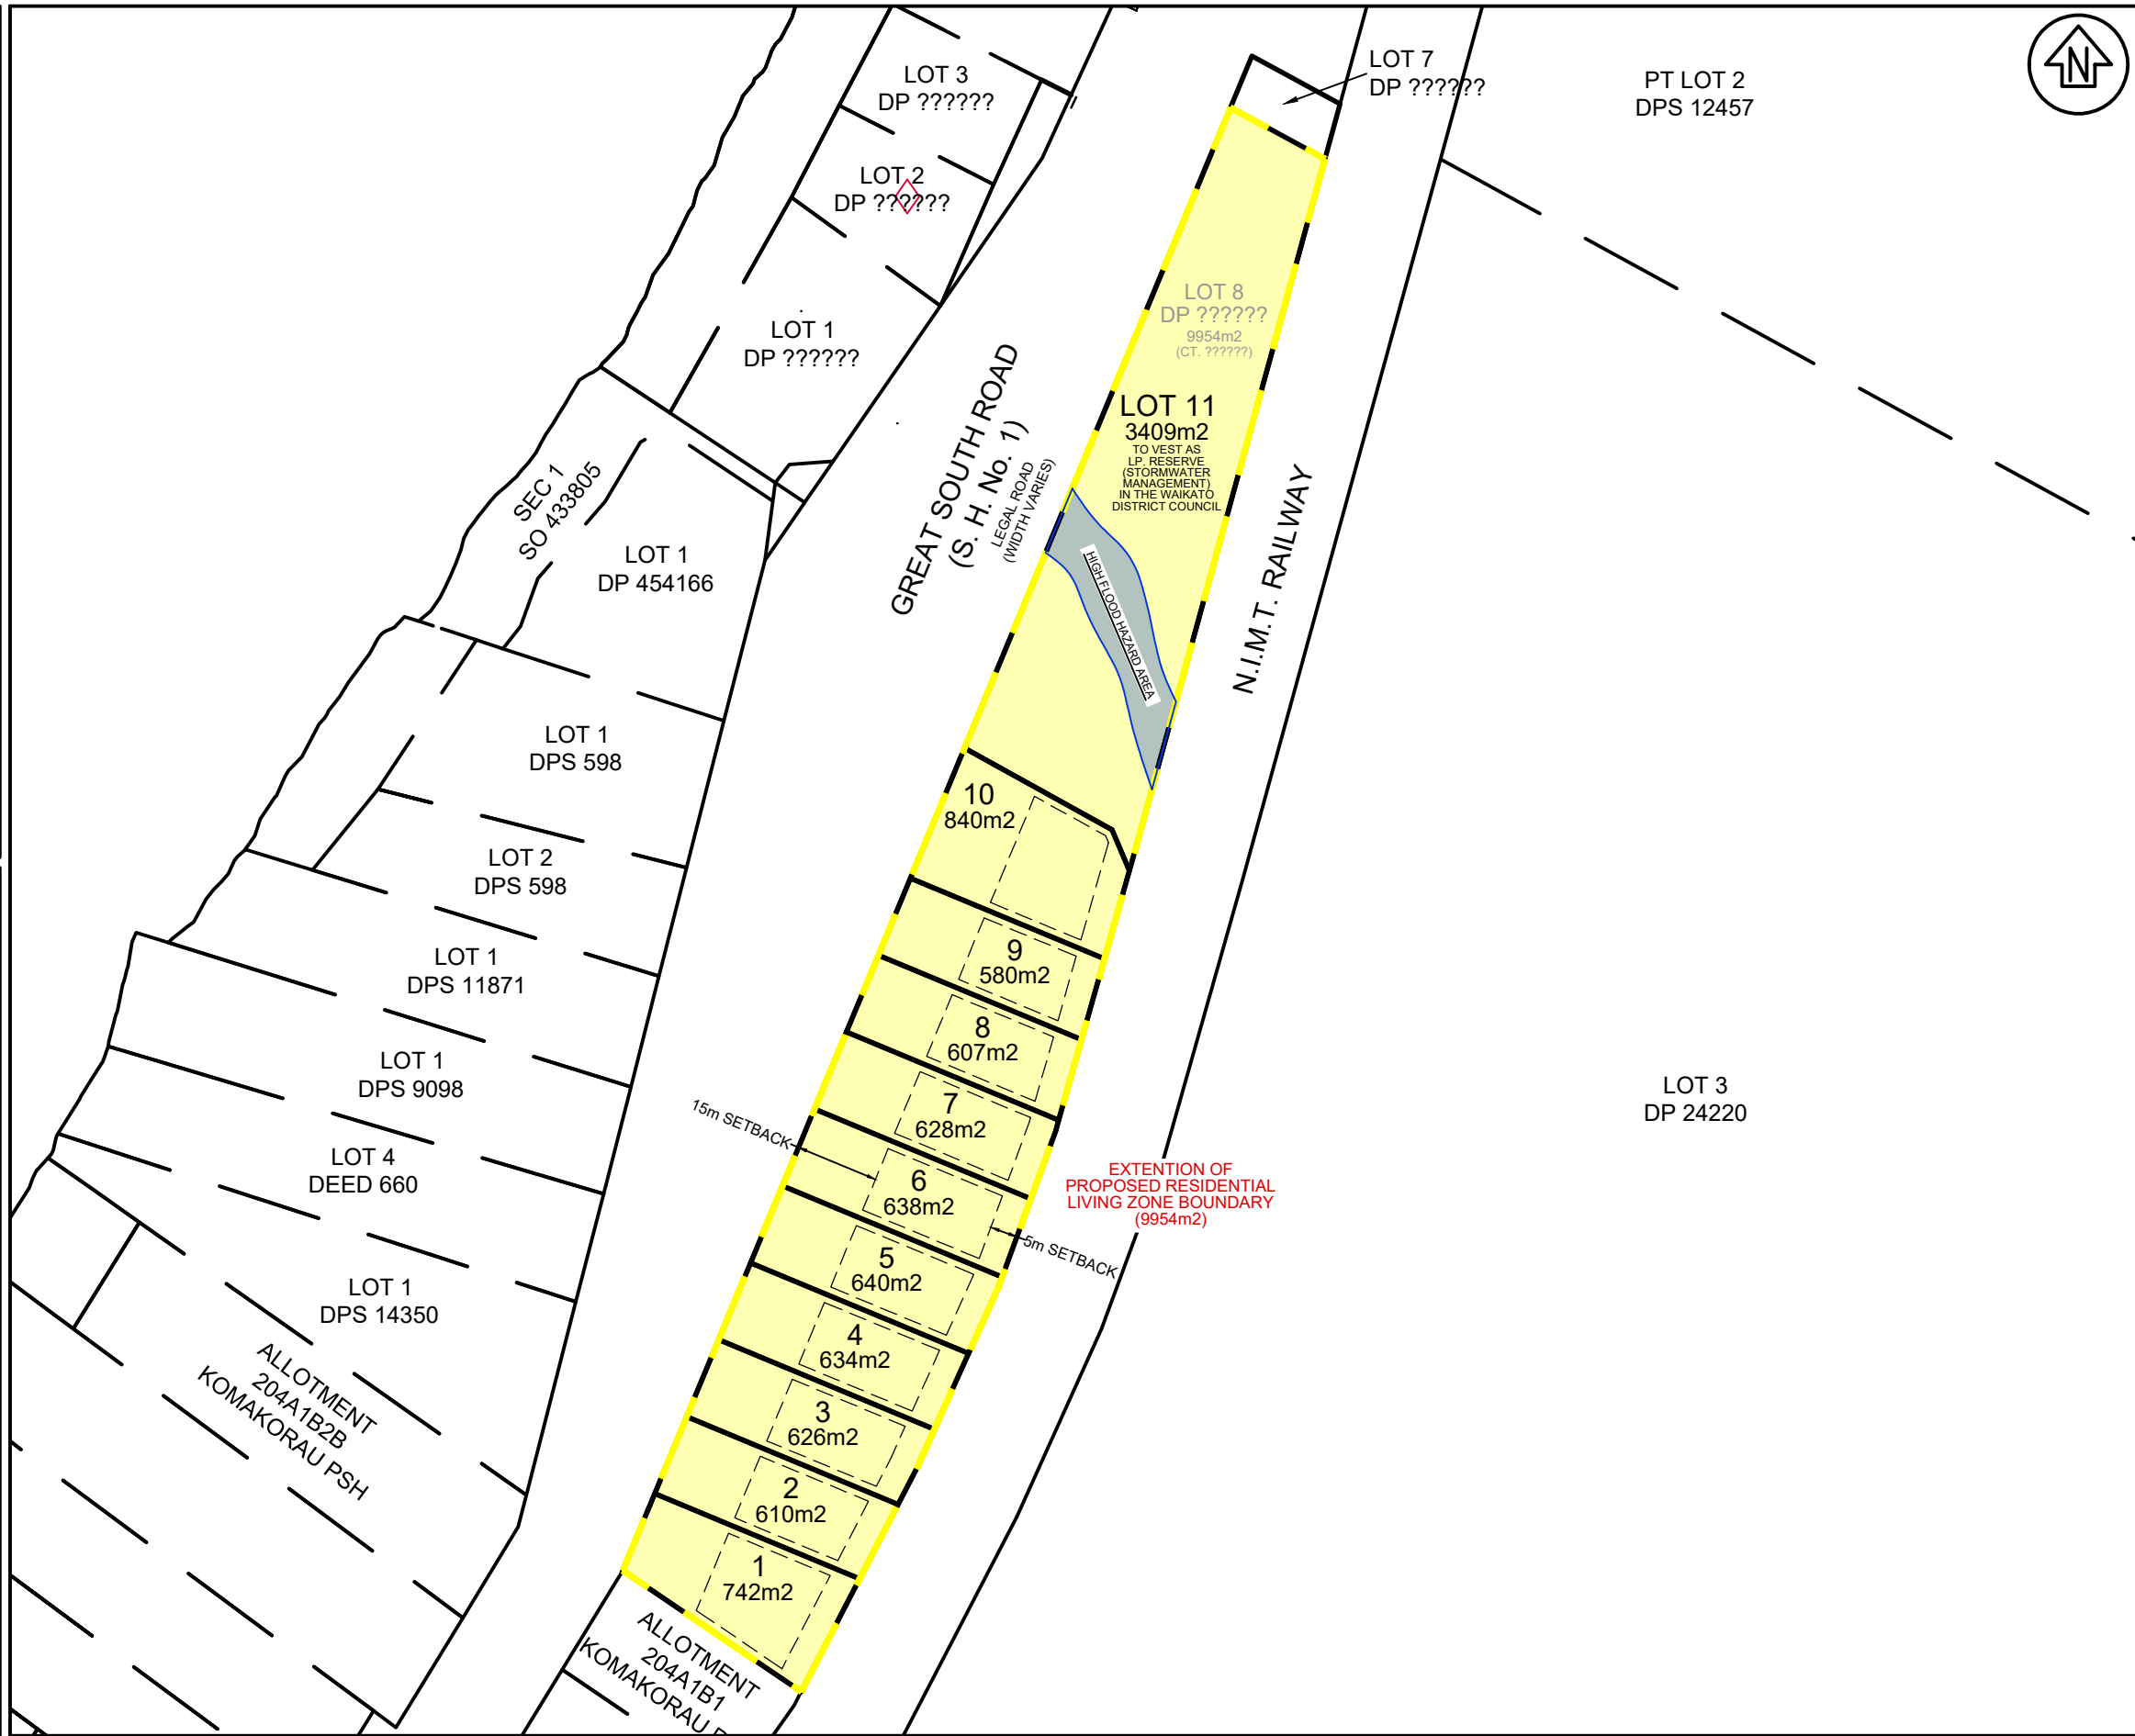 LOT 7
DP ??????
PT LOT 2
DPS 12457
N
LOT 3
DP ??????
LOT 2
DP ??????
LOT 1
DP ??????
LOT 8
DP ??????
9954m2
(CT. ??????)
LOT 11
3409m2
TO VEST AS
LP. RESERVE
(STORMWATER
MANAGEMENT)
IN THE WAIKATO
DISTRICT COUNCIL
GREAT SOUTH ROAD
(S. H. No. 1)
LEGAL ROAD
(WIDTH VARIES)
N.I.M.T. RAILWAY
HIGH FLOOD HAZARD AREA
SEC 1
SO 433805
LOT 1
DP 454166
LOT 1
DPS 598
LOT 2
DPS 598
LOT 1
DPS 11871
LOT 1
DPS 9098
LOT 4
DEED 660
LOT 1
DPS 14350
ALLOTMENT
204A1B2B
KOMAKORAU PSH
10
840m2
9
580m2
8
607m2
7
628m2
15m SETBACK
6
638m2
5m SETBACK
EXTENTION OF
PROPOSED RESIDENTIAL
LIVING ZONE BOUNDARY
(9954m2)
LOT 3
DP 24220
5
640m2
4
634m2
3
626m2
2
610m2
1
742m2
ALLOTMENT
204A1B1
KOMAKORAU